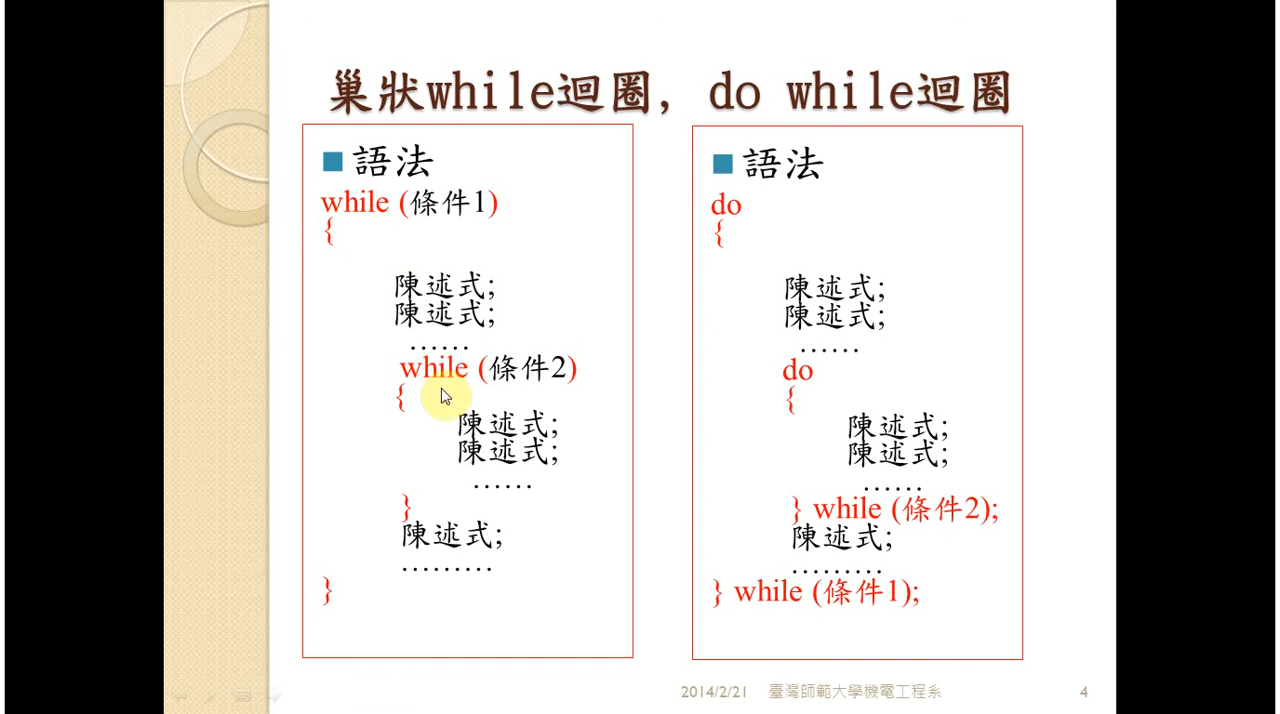 巢狀while迴圈, do while迴圈
語法
while (條件1)
{
陳述式;
陳述式;
......
while (條件2)
{
陳述式;
陳述式;
......
}
陳述式;
.........
}
語法
do
{
陳述式;
陳述式;
......
do
{
陳述式;
陳述式;
......
} while (條件2);
陳述式;
.........
} while (條件1);
2014/2/21 臺灣師範大學機電工程系 4